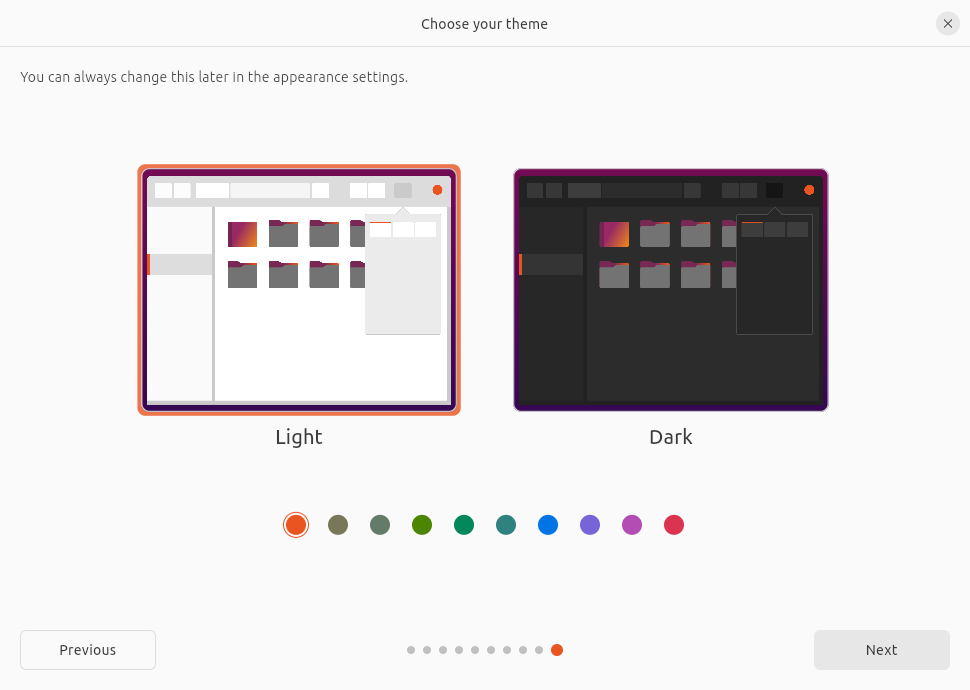 Choose your theme
You can always change this later in the appearance settings.
Light
Dark
Previous
Next